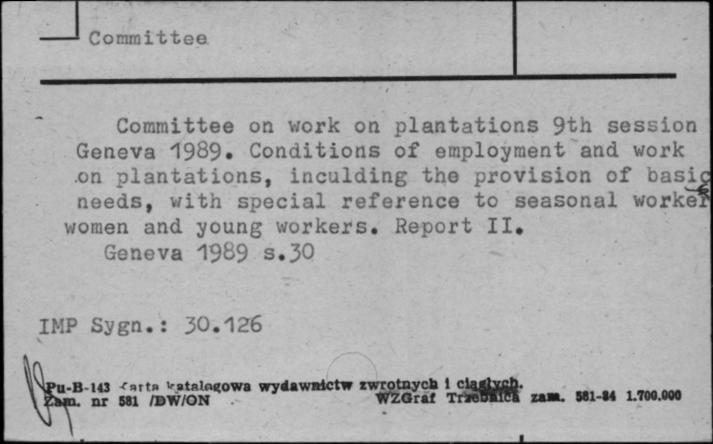 Committee
Committee on work on plantations 9th session
Geneva 1989. Conditions of employment and work
on plantations, inculding the provision of basic
needs, with special reference to seasonal worker
women and young workers. Report II.
Geneva 1989 s.30
IMP Sygn.: 30.126
Pu-B-143 Karta katalogowa wydawnictw zwrotnych i ciągłych.
Zam. nr 581 /DW/ON WZGraf Trzebnica zam. 581-84 1.700.000